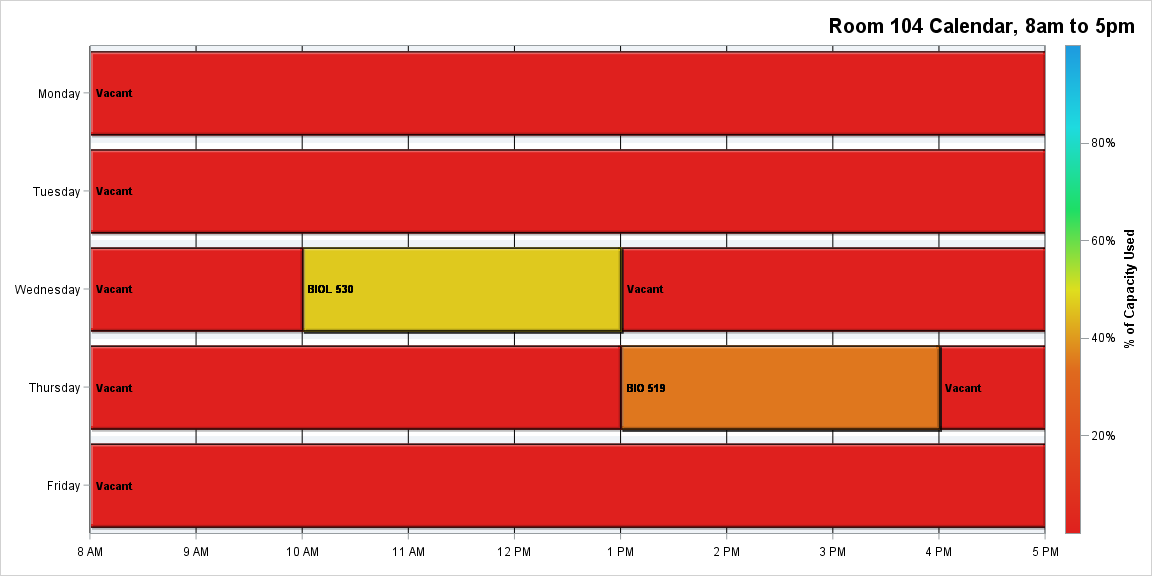 Room 104 Calendar, 8am to 5pm
Monday
Vacant
Tuesday
Vacant
Wednesday
Vacant
BIOL 530
Vacant
Thursday
Vacant
BIO 519
Vacant
Friday
Vacant
8 AM
9 AM
10 AM
11 AM
12 PM
1 PM
2 PM
3 PM
4 PM
5 PM
80%
60%
40%
20%
% of Capacity Used